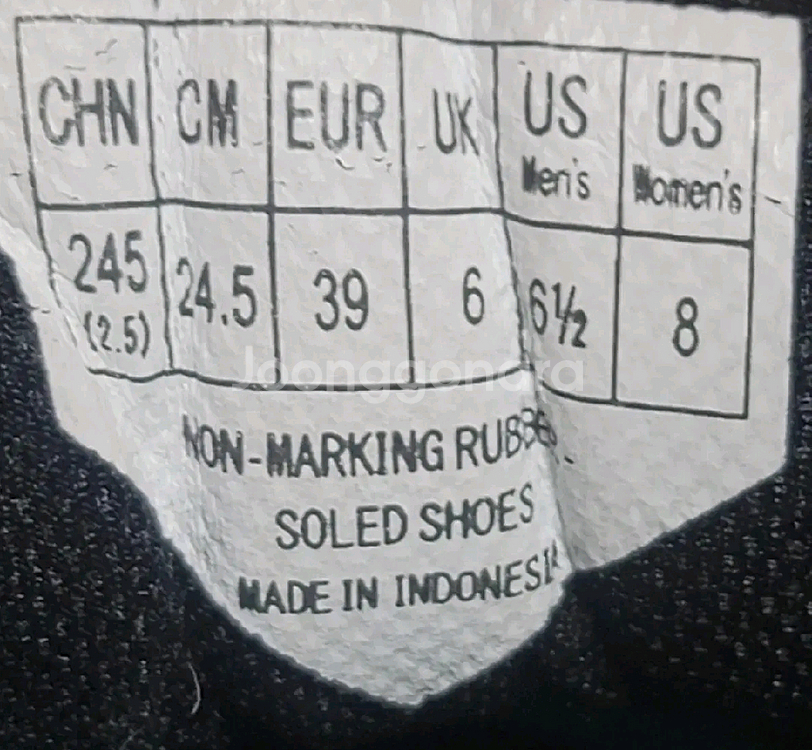 CHN CM EUR UK US Men's US Women's
245 (2.5) 24.5 39 6 6½ 8
Joonggonara
NON-MARKING RUBBER
SOLED SHOES
MADE IN INDONESIA